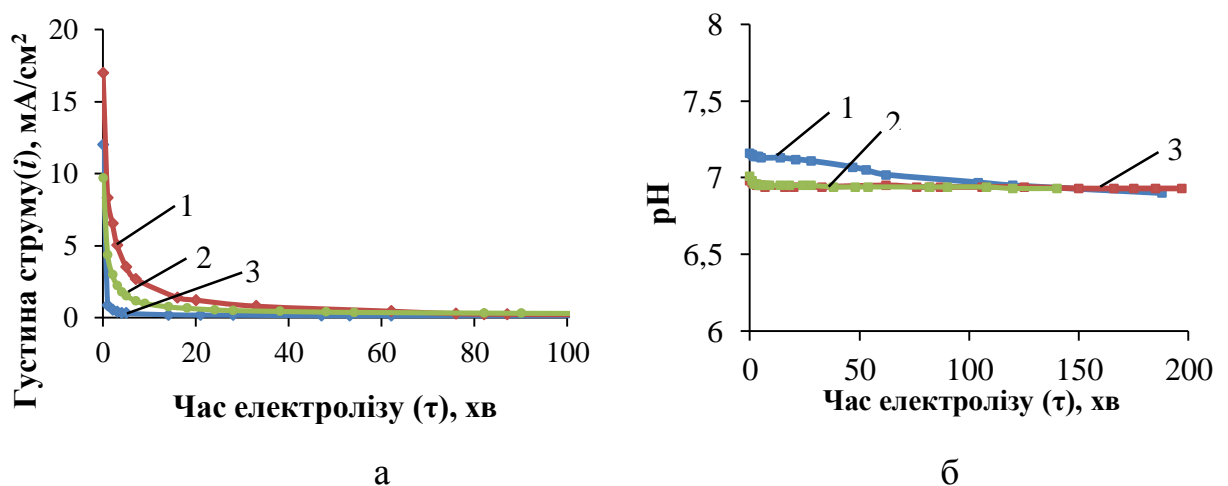 Густина струму(i), мА/см²
20
15
10
5
0
1
2
3
0 20 40 60 80 100
Час електролізу (τ), хв
а
pH
8
7,5
7
6,5
6
1
2
3
0 50 100 150 200
Час електролізу (τ), хв
б